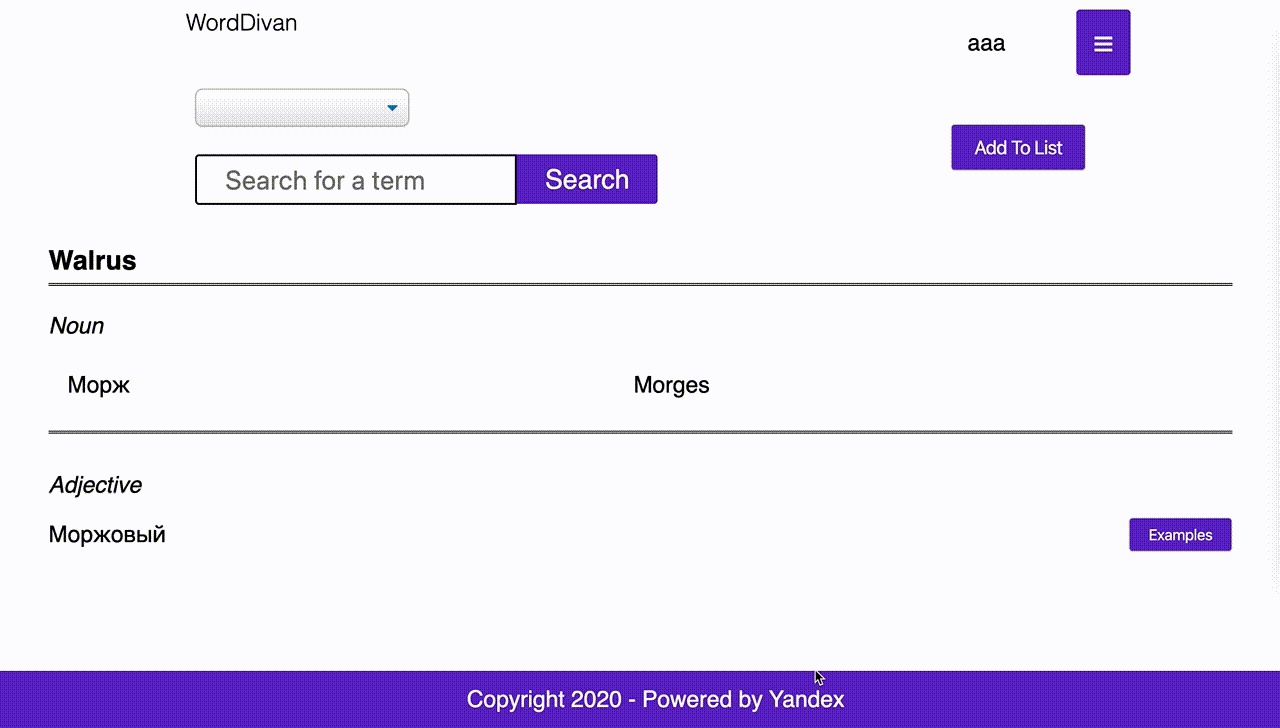 WordDivan
aaa
Add To List
Search for a term
Search
Walrus
Noun
Морж
Morges
Adjective
Моржовый
Examples
Copyright 2020 - Powered by Yandex